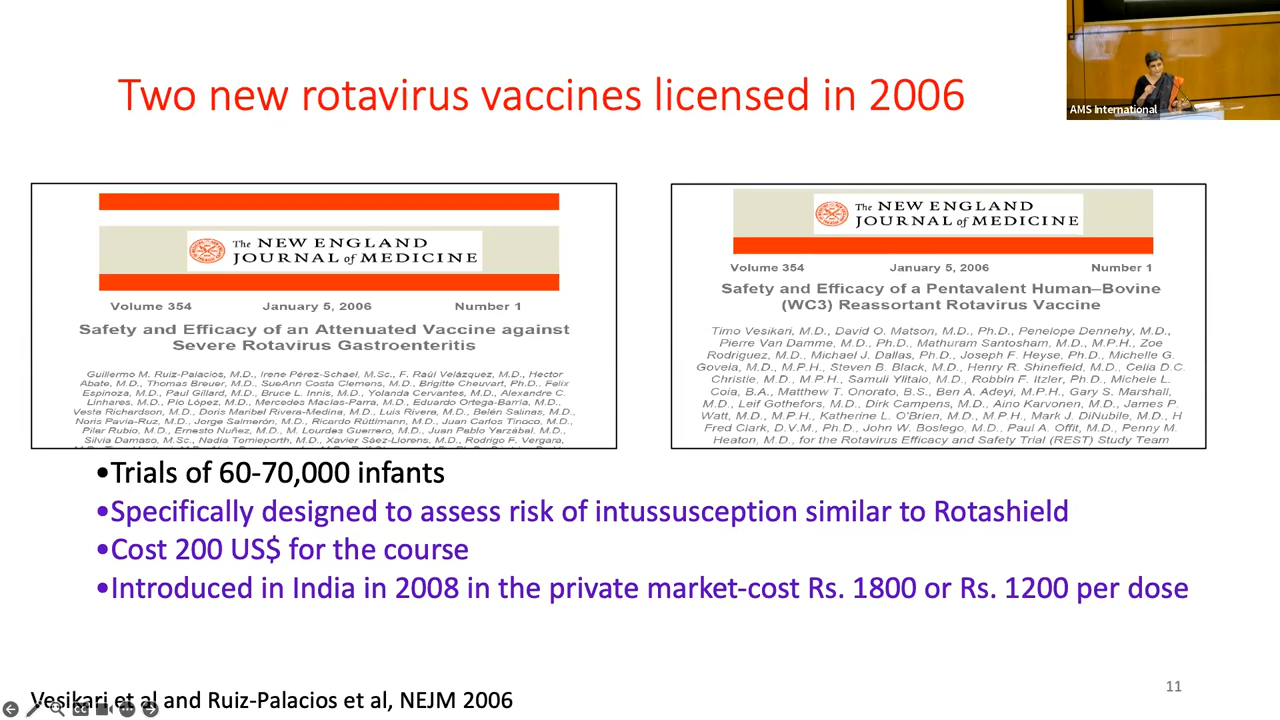 Two new rotavirus vaccines licensed in 2006
AMS International
The NEW ENGLAND
JOURNAL of MEDICINE
Volume 354 January 5, 2006 Number 1
Safety and Efficacy of an Attenuated Vaccine against
Severe Rotavirus Gastroenteritis
Guillermo M. Ruiz-Palacios, M.D., Irene Pérez-Schael, M.Sc., F. Raúl Velázquez, M.D., Hector
Abate, M.D., Thomas Breuer, M.D., SueAnn Costa Clemens, M.D., Brigitte Cheuvart, Ph.D., Felix
Espinoza, M.D., Paul Gillard, M.D., Bruce L. Innis, M.D., Yolanda Cervantes, M.D., Alexandre C.
Linhares, M.D., Pío López, M.D., Mercedes Macías-Parra, M.D., Eduardo Ortega-Barría, M.D.,
Vesta Richardson, M.D., Doris Maribel Rivera-Medina, M.D., Luis Rivera, M.D., Belén Salinas, M.D.,
Noris Pavía-Ruz, M.D., Jorge Salmerón, M.D., Ricardo Rüttimann, M.D., Juan Carlos Tinoco, M.D.,
Pilar Rubio, M.D., Ernesto Nuñez, M.D., M. Lourdes Guerrero, M.D., Juan Pablo Yarzábal, M.D.,
Silvia Damaso, M.Sc., Nadia Tornieporth, M.D., Xavier Sáez-Llorens, M.D., Rodrigo F. Vergara,
The NEW ENGLAND
JOURNAL of MEDICINE
Volume 354 January 5, 2006 Number 1
Safety and Efficacy of a Pentavalent Human–Bovine
(WC3) Reassortant Rotavirus Vaccine
Timo Vesikari, M.D., David O. Matson, M.D., Ph.D., Penelope Dennehy, M.D.,
Pierre Van Damme, M.D., Ph.D., Mathuram Santosham, M.D., M.P.H., Zoe
Rodriguez, M.D., Michael J. Dallas, Ph.D., Joseph F. Heyse, Ph.D., Michelle G.
Goveia, M.D., M.P.H., Steven B. Black, M.D., Henry R. Shinefield, M.D., Celia D.C.
Christie, M.D., M.P.H., Samuli Ylitalo, M.D., Robbin F. Itzler, Ph.D., Michele L.
Coia, B.A., Matthew T. Onorato, B.S., Ben A. Adeyi, M.P.H., Gary S. Marshall,
M.D., Leif Gothefors, M.D., Dirk Campens, M.D., Aino Karvonen, M.D., James P.
Watt, M.D., M.P.H., Katherine L. O'Brien, M.D., M.P.H., Mark J. DiNubile, M.D., H
Fred Clark, D.V.M., Ph.D., John W. Boslego, M.D., Paul A. Offit, M.D., Penny M.
Heaton, M.D., for the Rotavirus Efficacy and Safety Trial (REST) Study Team
•Trials of 60-70,000 infants
•Specifically designed to assess risk of intussusception similar to Rotashield
•Cost 200 US$ for the course
•Introduced in India in 2008 in the private market-cost Rs. 1800 or Rs. 1200 per dose
Vesikari et al and Ruiz-Palacios et al, NEJM 2006
11